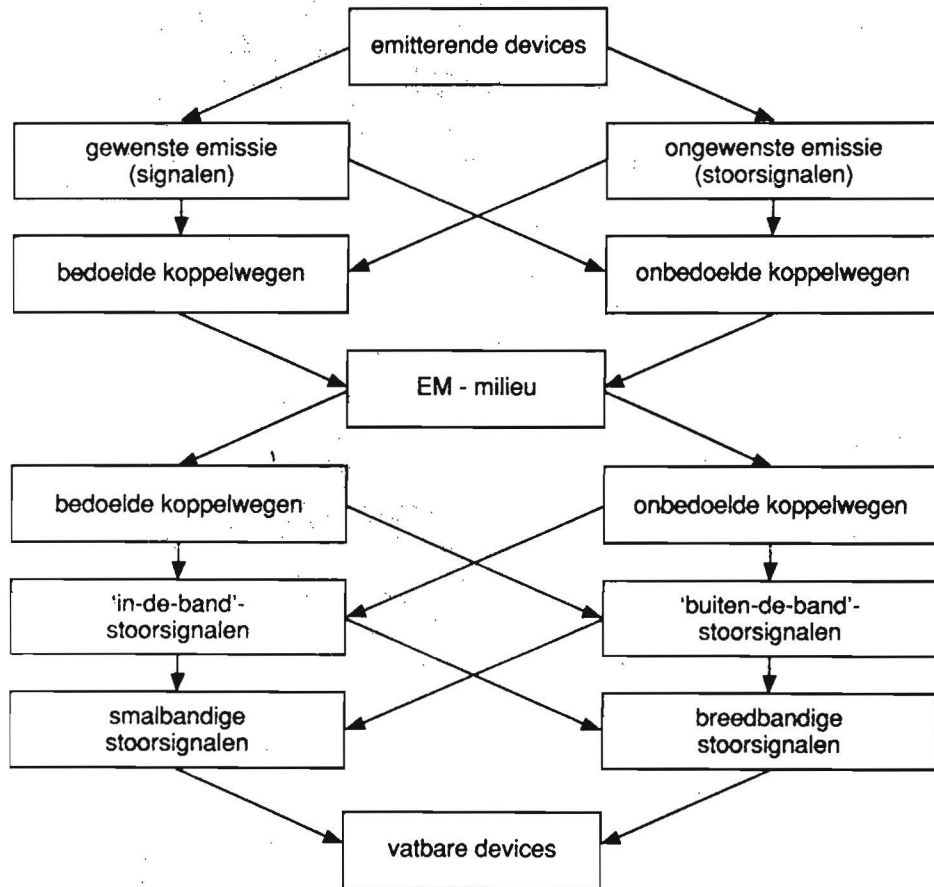 emitterende devices
gewenste emissie
(signalen)
ongewenste emissie
(stoorsignalen)
bedoelde koppelwegen
onbedoelde koppelwegen
EM - milieu
bedoelde koppelwegen
onbedoelde koppelwegen
'in-de-band'-
stoorsignalen
'buiten-de-band'-
stoorsignalen
smalbandige
stoorsignalen
breedbandige
stoorsignalen
vatbare devices